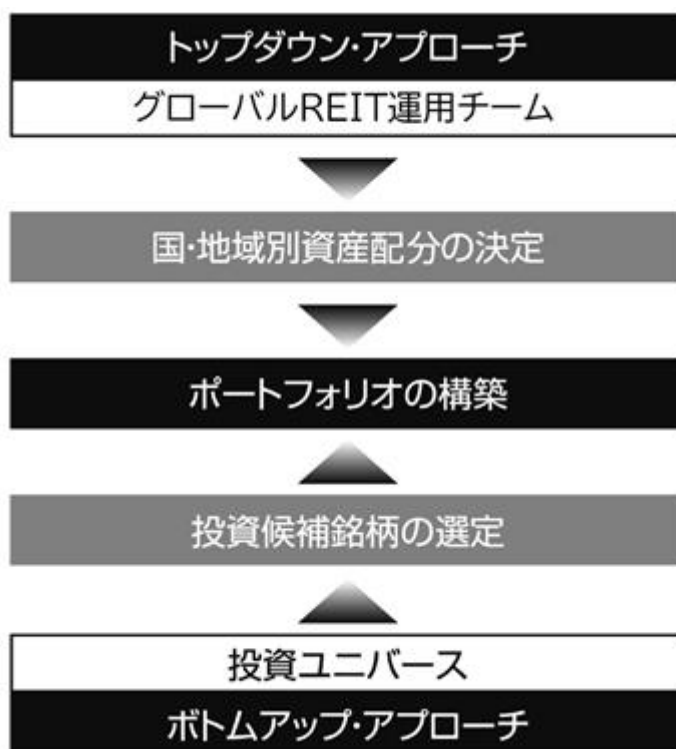 トップダウン・アプローチ
グローバルREIT運用チーム
国・地域別資産配分の決定
ポートフォリオの構築
投資候補銘柄の選定
投資ユニバース
ボトムアップ・アプローチ